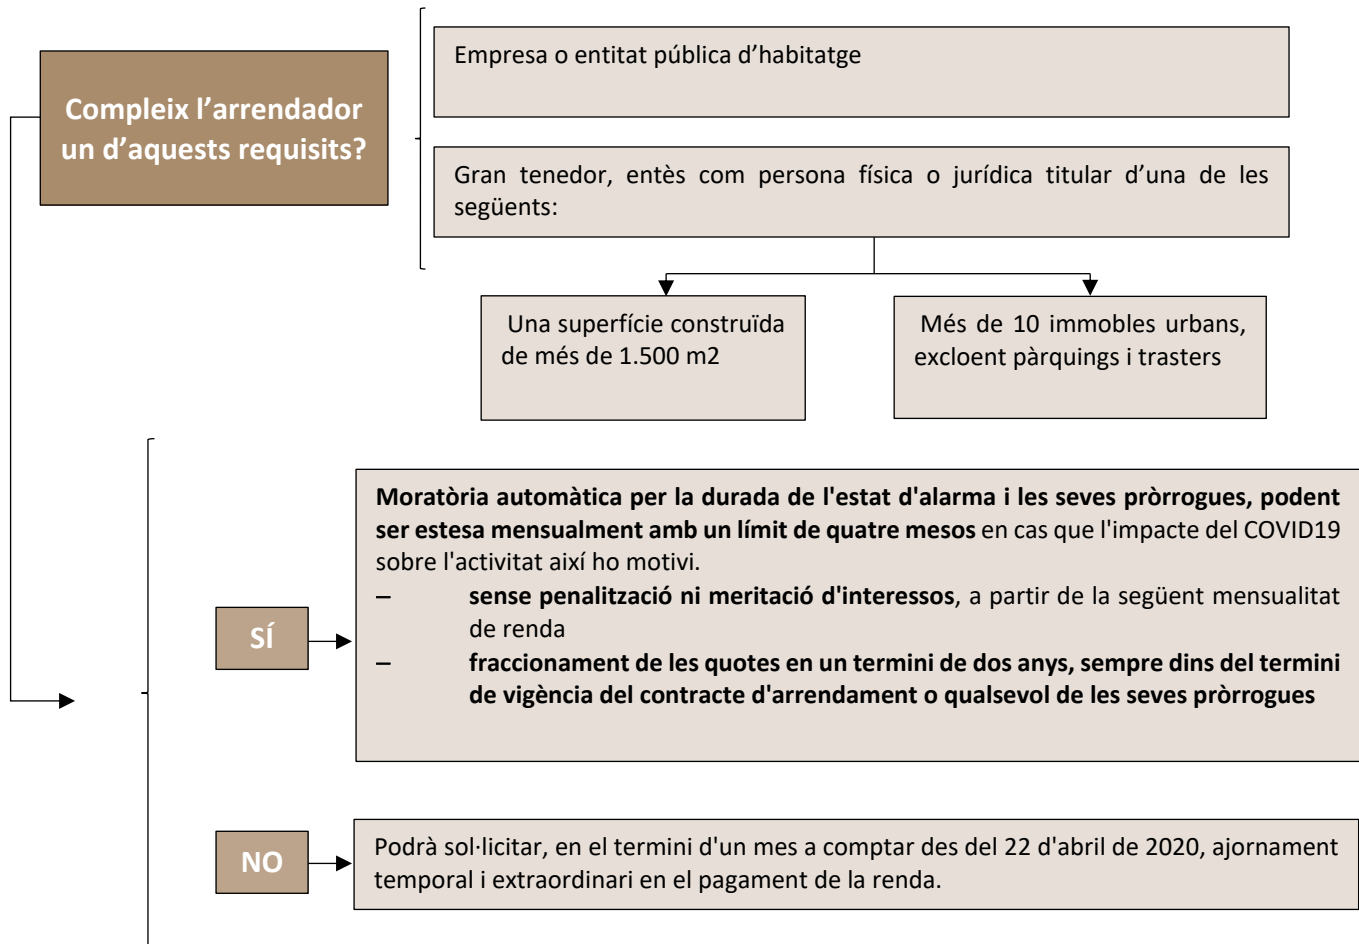 Empresa o entitat pública d’habitatge
Compleix l’arrendador
un d’aquests requisits?
Gran tenedor, entès com persona física o jurídica titular d’una de les
següents:
Una superfície construïda
de més de 1.500 m2
Més de 10 immobles urbans,
excloent pàrquings i trasters
Moratòria automàtica per la durada de l'estat d'alarma i les seves pròrrogues, podent
ser estesa mensualment amb un límit de quatre mesos en cas que l'impacte del COVID19
sobre l'activitat així ho motivi.
– sense penalització ni meritació d'interessos, a partir de la següent mensualitat
de renda
– fraccionament de les quotes en un termini de dos anys, sempre dins del termini
de vigència del contracte d'arrendament o qualsevol de les seves pròrrogues
SÍ
NO
Podrà sol·licitar, en el termini d'un mes a comptar des del 22 d'abril de 2020, ajornament
temporal i extraordinari en el pagament de la renda.